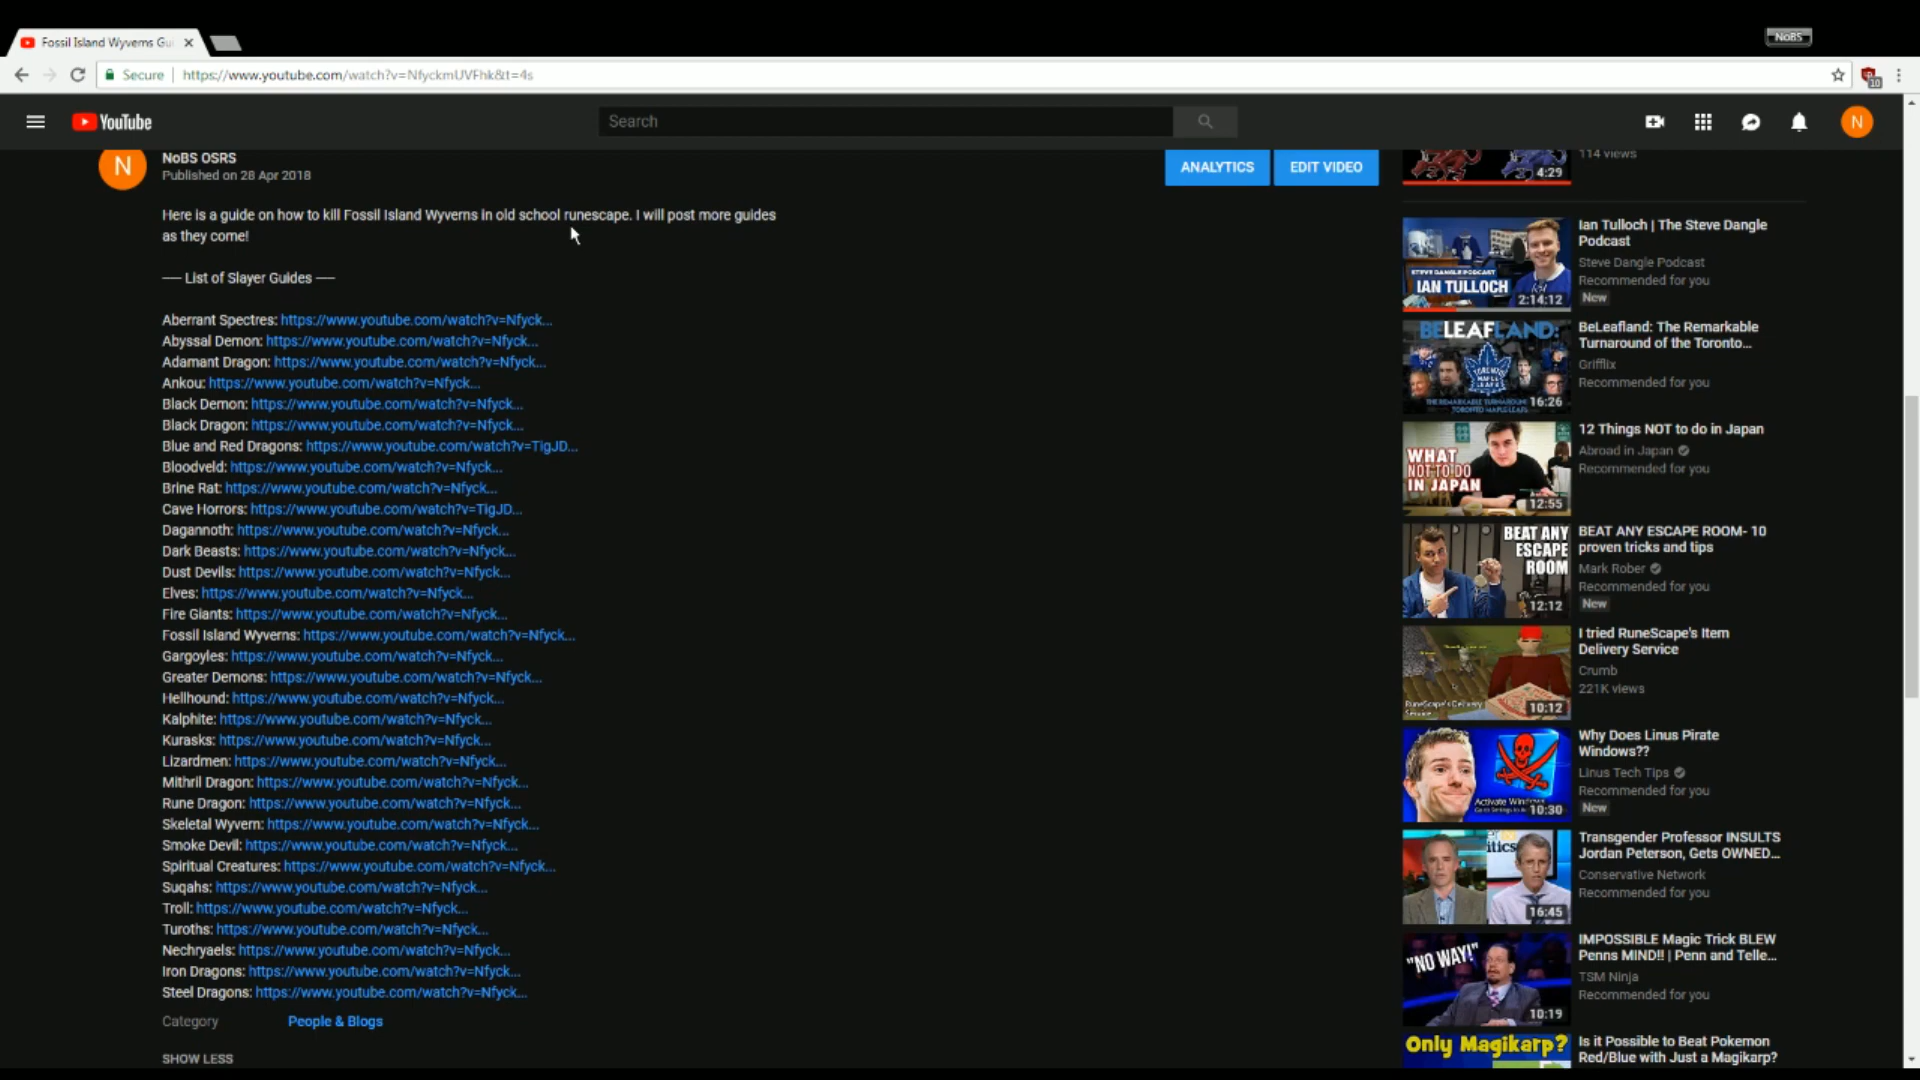 Fossil Island Wyverns Gu
NoBS
Secure
https://www.youtube.com/watch?v=NfyckmUVFhk&t=4s
10
YouTube
Search
N
N
NoBS OSRS
Published on 28 Apr 2018
ANALYTICS
EDIT VIDEO
Here is a guide on how to kill Fossil Island Wyverns in old school runescape. I will post more guides
as they come!
── List of Slayer Guides ──
Aberrant Spectres: https://www.youtube.com/watch?v=Nfyck...
Abyssal Demon: https://www.youtube.com/watch?v=Nfyck...
Adamant Dragon: https://www.youtube.com/watch?v=Nfyck...
Ankou: https://www.youtube.com/watch?v=Nfyck...
Black Demon: https://www.youtube.com/watch?v=Nfyck...
Black Dragon: https://www.youtube.com/watch?v=Nfyck...
Blue and Red Dragons: https://www.youtube.com/watch?v=TigJD...
Bloodveld: https://www.youtube.com/watch?v=Nfyck...
Brine Rat: https://www.youtube.com/watch?v=Nfyck...
Cave Horrors: https://www.youtube.com/watch?v=TigJD...
Dagannoth: https://www.youtube.com/watch?v=Nfyck...
Dark Beasts: https://www.youtube.com/watch?v=Nfyck...
Dust Devils: https://www.youtube.com/watch?v=Nfyck...
Elves: https://www.youtube.com/watch?v=Nfyck...
Fire Giants: https://www.youtube.com/watch?v=Nfyck...
Fossil Island Wyverns: https://www.youtube.com/watch?v=Nfyck...
Gargoyles: https://www.youtube.com/watch?v=Nfyck...
Greater Demons: https://www.youtube.com/watch?v=Nfyck...
Hellhound: https://www.youtube.com/watch?v=Nfyck...
Kalphite: https://www.youtube.com/watch?v=Nfyck...
Kurasks: https://www.youtube.com/watch?v=Nfyck...
Lizardmen: https://www.youtube.com/watch?v=Nfyck...
Mithril Dragon: https://www.youtube.com/watch?v=Nfyck...
Rune Dragon: https://www.youtube.com/watch?v=Nfyck...
Skeletal Wyvern: https://www.youtube.com/watch?v=Nfyck...
Smoke Devil: https://www.youtube.com/watch?v=Nfyck...
Spiritual Creatures: https://www.youtube.com/watch?v=Nfyck...
Suqahs: https://www.youtube.com/watch?v=Nfyck...
Troll: https://www.youtube.com/watch?v=Nfyck...
Turoths: https://www.youtube.com/watch?v=Nfyck...
Nechryaels: https://www.youtube.com/watch?v=Nfyck...
Iron Dragons: https://www.youtube.com/watch?v=Nfyck...
Steel Dragons: https://www.youtube.com/watch?v=Nfyck...
Category
People & Blogs
SHOW LESS
4:29
114 views
STEVE DANGLE PODCAST
IAN TULLOCH
2:14:12
Ian Tulloch | The Steve Dangle
Podcast
Steve Dangle Podcast
Recommended for you
New
BELEAFLAND:
THE REMARKABLE TURNAROUND OF THE
TORONTO MAPLE LEAFS
16:26
BeLeafland: The Remarkable
Turnaround of the Toronto...
Grifflix
Recommended for you
WHAT
NOT TO DO
IN JAPAN
12:55
12 Things NOT to do in Japan
Abroad in Japan
Recommended for you
BEAT ANY
ESCAPE
ROOM
12:12
BEAT ANY ESCAPE ROOM- 10
proven tricks and tips
Mark Rober
Recommended for you
New
RuneScape's Delivery
Service
10:12
I tried RuneScape's Item
Delivery Service
Crumb
221K views
Activate Windows
10:30
Why Does Linus Pirate
Windows??
Linus Tech Tips
Recommended for you
New
itics
16:45
Transgender Professor INSULTS
Jordan Peterson, Gets OWNED...
Conservative Network
Recommended for you
"NO WAY!"
10:19
IMPOSSIBLE Magic Trick BLEW
Penns MIND!! | Penn and Telle...
TSM Ninja
Recommended for you
Only Magikarp?
Is it Possible to Beat Pokemon
Red/Blue with Just a Magikarp?